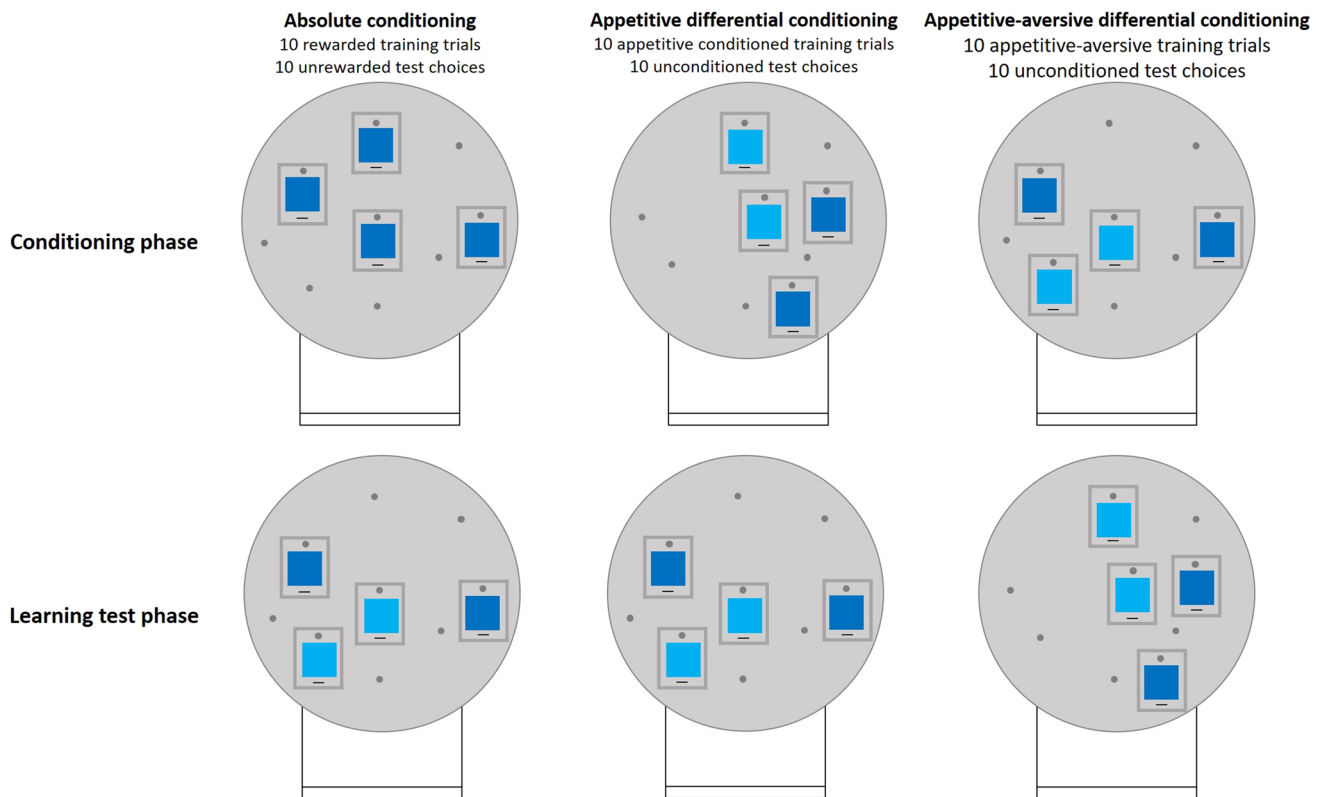 Absolute conditioning
10 rewarded training trials
10 unrewarded test choices
Appetitive differential conditioning
10 appetitive conditioned training trials
10 unconditioned test choices
Appetitive-aversive differential conditioning
10 appetitive-aversive training trials
10 unconditioned test choices
Conditioning phase
Learning test phase